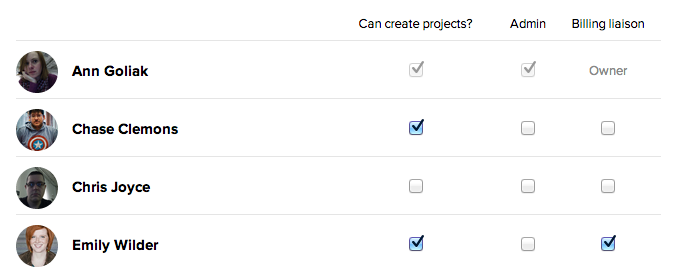 Can create projects? Admin Billing liaison
Ann Goliak Owner
Chase Clemons
Chris Joyce
Emily Wilder